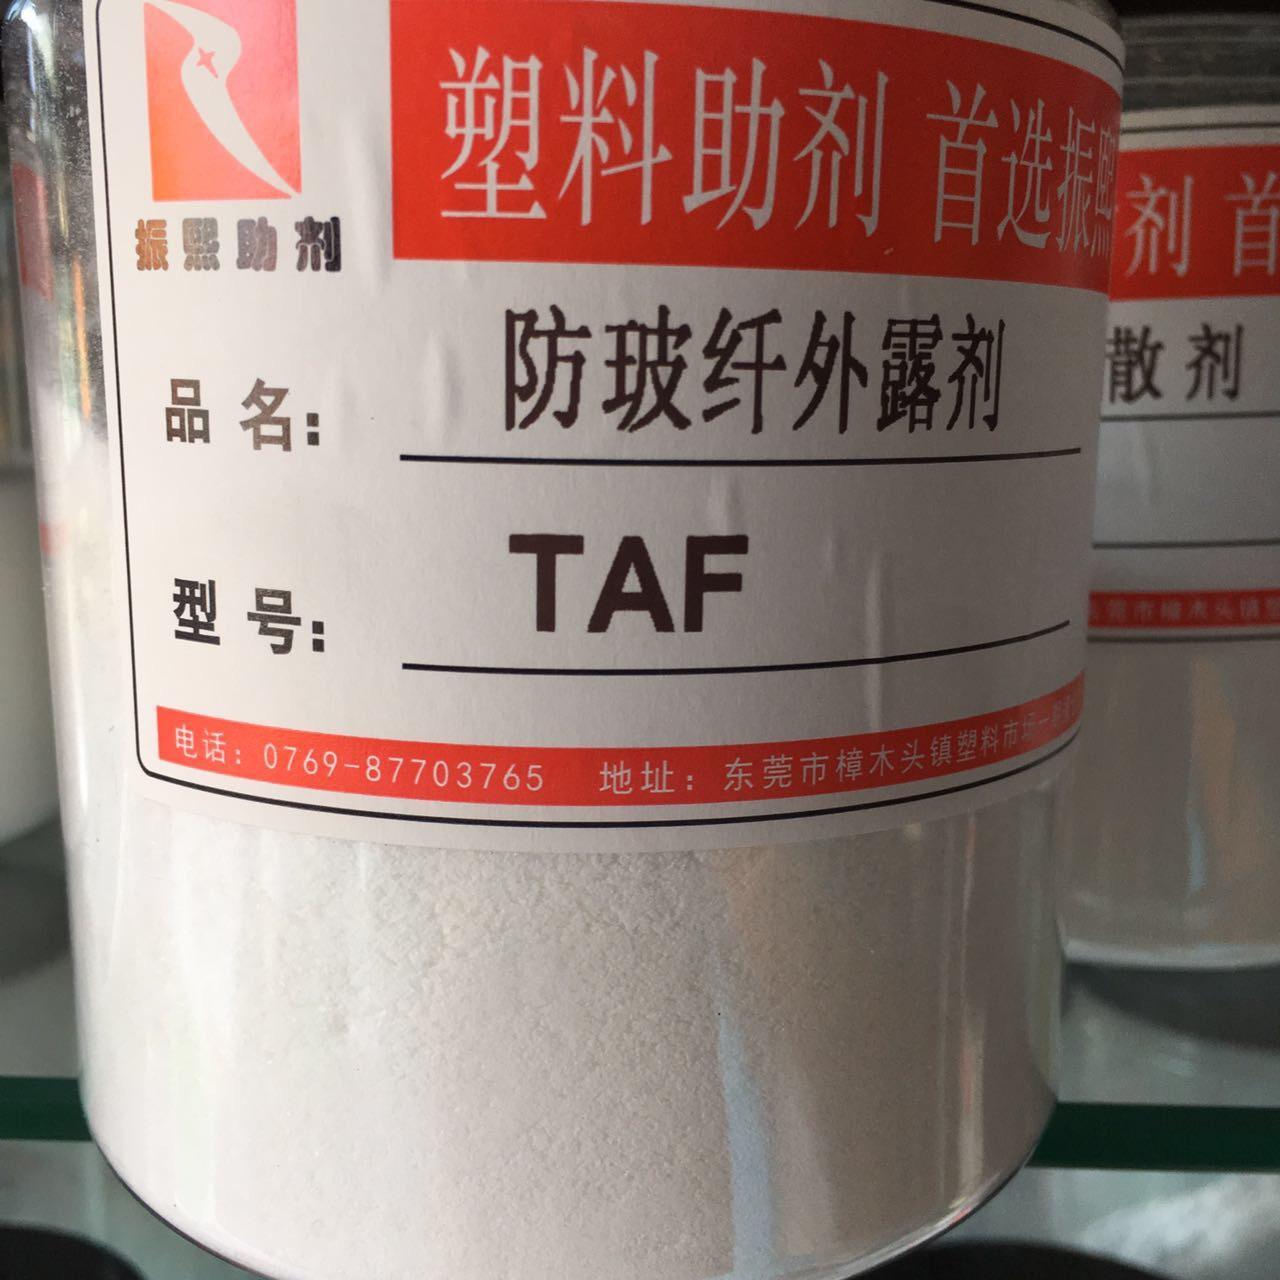 塑料助剂 首选振熙
振熙助剂
品名: 防玻纤外露剂
型号: TAF
电话: 0769-87703765 地址: 东莞市樟木头镇塑料市场一
剂 首
散剂
东莞市樟木头镇